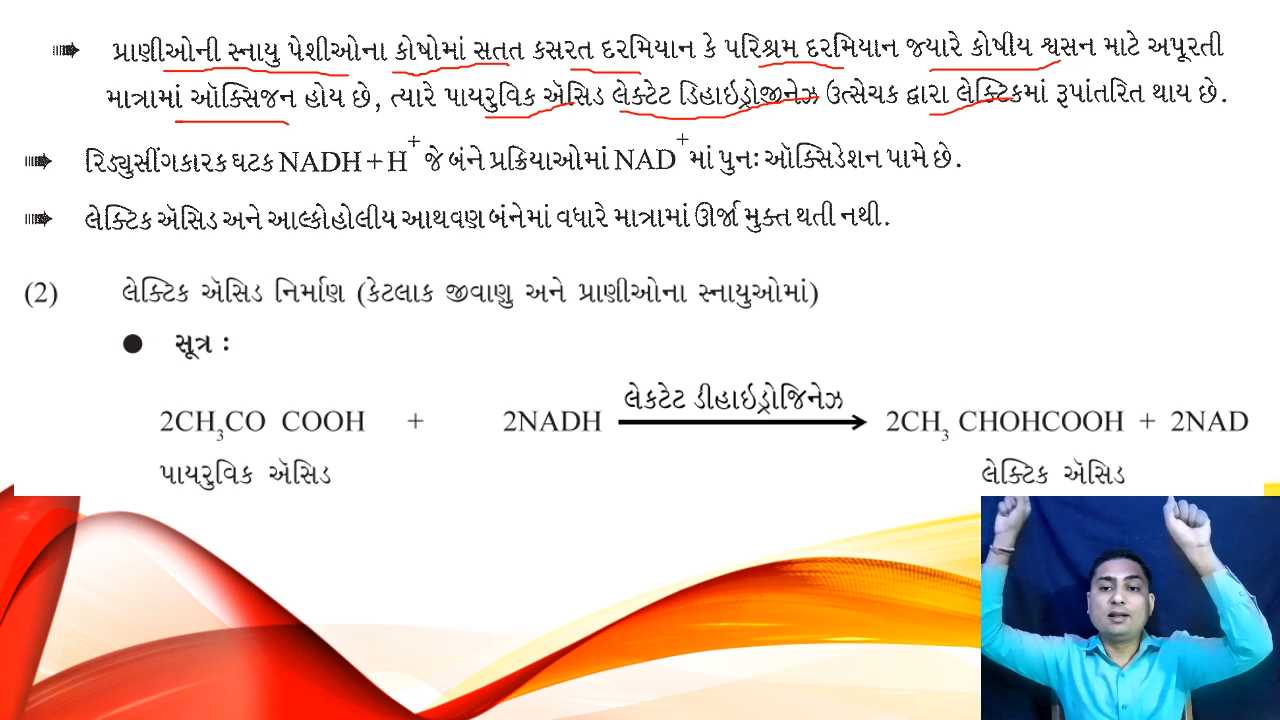 ➠ પ્રાણીઓની સ્નાયુ પેશીઓના કોષોમાં સતત કસરત દરમિયાન કે પરિશ્રમ દરમિયાન જ્યારે કોષીય શ્વસન માટે અપૂરતી
માત્રામાં ઑક્સિજન હોય છે, ત્યારે પાયરુવિક ઍસિડ લેક્ટેટ ડિહાઇડ્રોજીનેઝ ઉત્સેચક દ્વારા લેક્ટિકમાં રૂપાંતરિત થાય છે.
➠ રિડ્યુસીંગકારક ઘટક NADH + H⁺ જે બંને પ્રક્રિયાઓમાં NAD⁺ માં પુનઃ ઑક્સિડેશન પામે છે.
➠ લેક્ટિક ઍસિડ અને આલ્કોહોલીય આથવણ બંનેમાં વધારે માત્રામાં ઊર્જા મુક્ત થતી નથી.
(2) લેક્ટિક ઍસિડ નિર્માણ (કેટલાક જીવાણુ અને પ્રાણીઓના સ્નાયુઓમાં)
● સૂત્ર :
લેકટેટ ડીહાઇડ્રોજિનેઝ
2CH₃CO COOH + 2NADH ⟶ 2CH₃ CHOHCOOH + 2NAD
પાયરુવિક ઍસિડ લેક્ટિક ઍસિડ